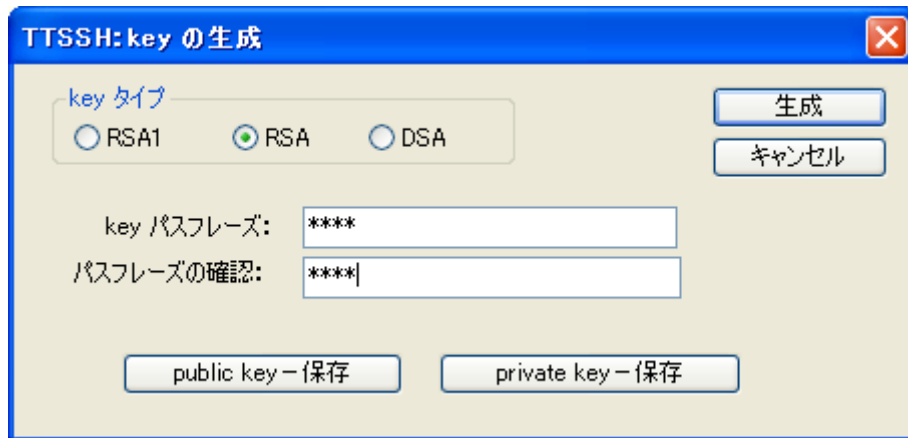 TTSSH:key の生成
key タイプ
RSA1 RSA DSA
生成
キャンセル
key パスフレーズ: ****
パスフレーズの確認: ****
public key－保存 private key－保存